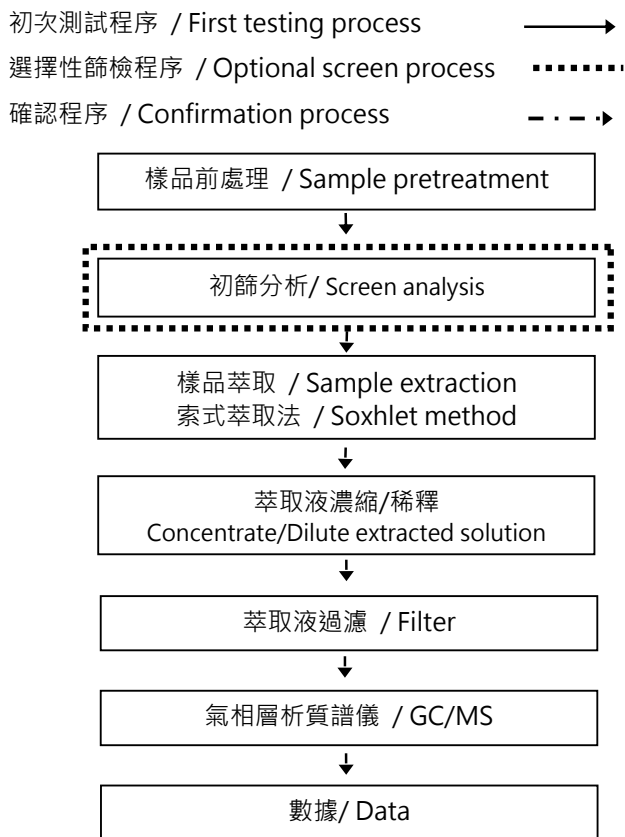 初次測試程序 / First testing process
選擇性篩檢程序 / Optional screen process
確認程序 / Confirmation process
樣品前處理 / Sample pretreatment
初篩分析/ Screen analysis
樣品萃取 / Sample extraction
索式萃取法 / Soxhlet method
萃取液濃縮/稀釋
Concentrate/Dilute extracted solution
萃取液過濾 / Filter
氣相層析質譜儀 / GC/MS
數據/ Data